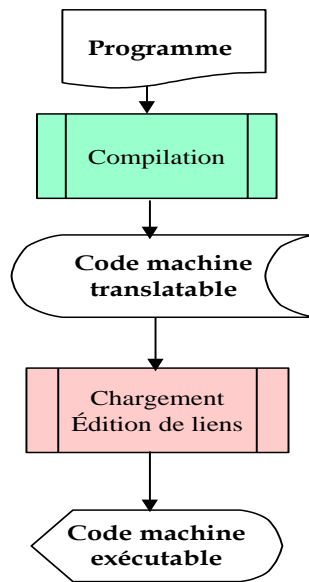 Programme
Compilation
Code machine
translatable
Chargement
Édition de liens
Code machine
exécutable